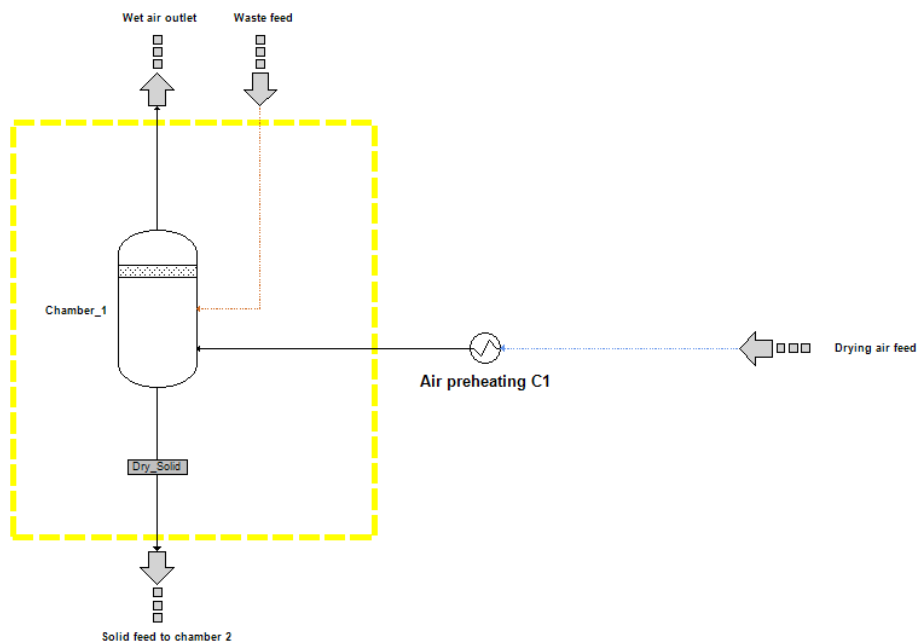 Wet air outlet
Waste feed
Chamber_1
Drying air feed
Air preheating C1
Dry_Solid
Solid feed to chamber 2